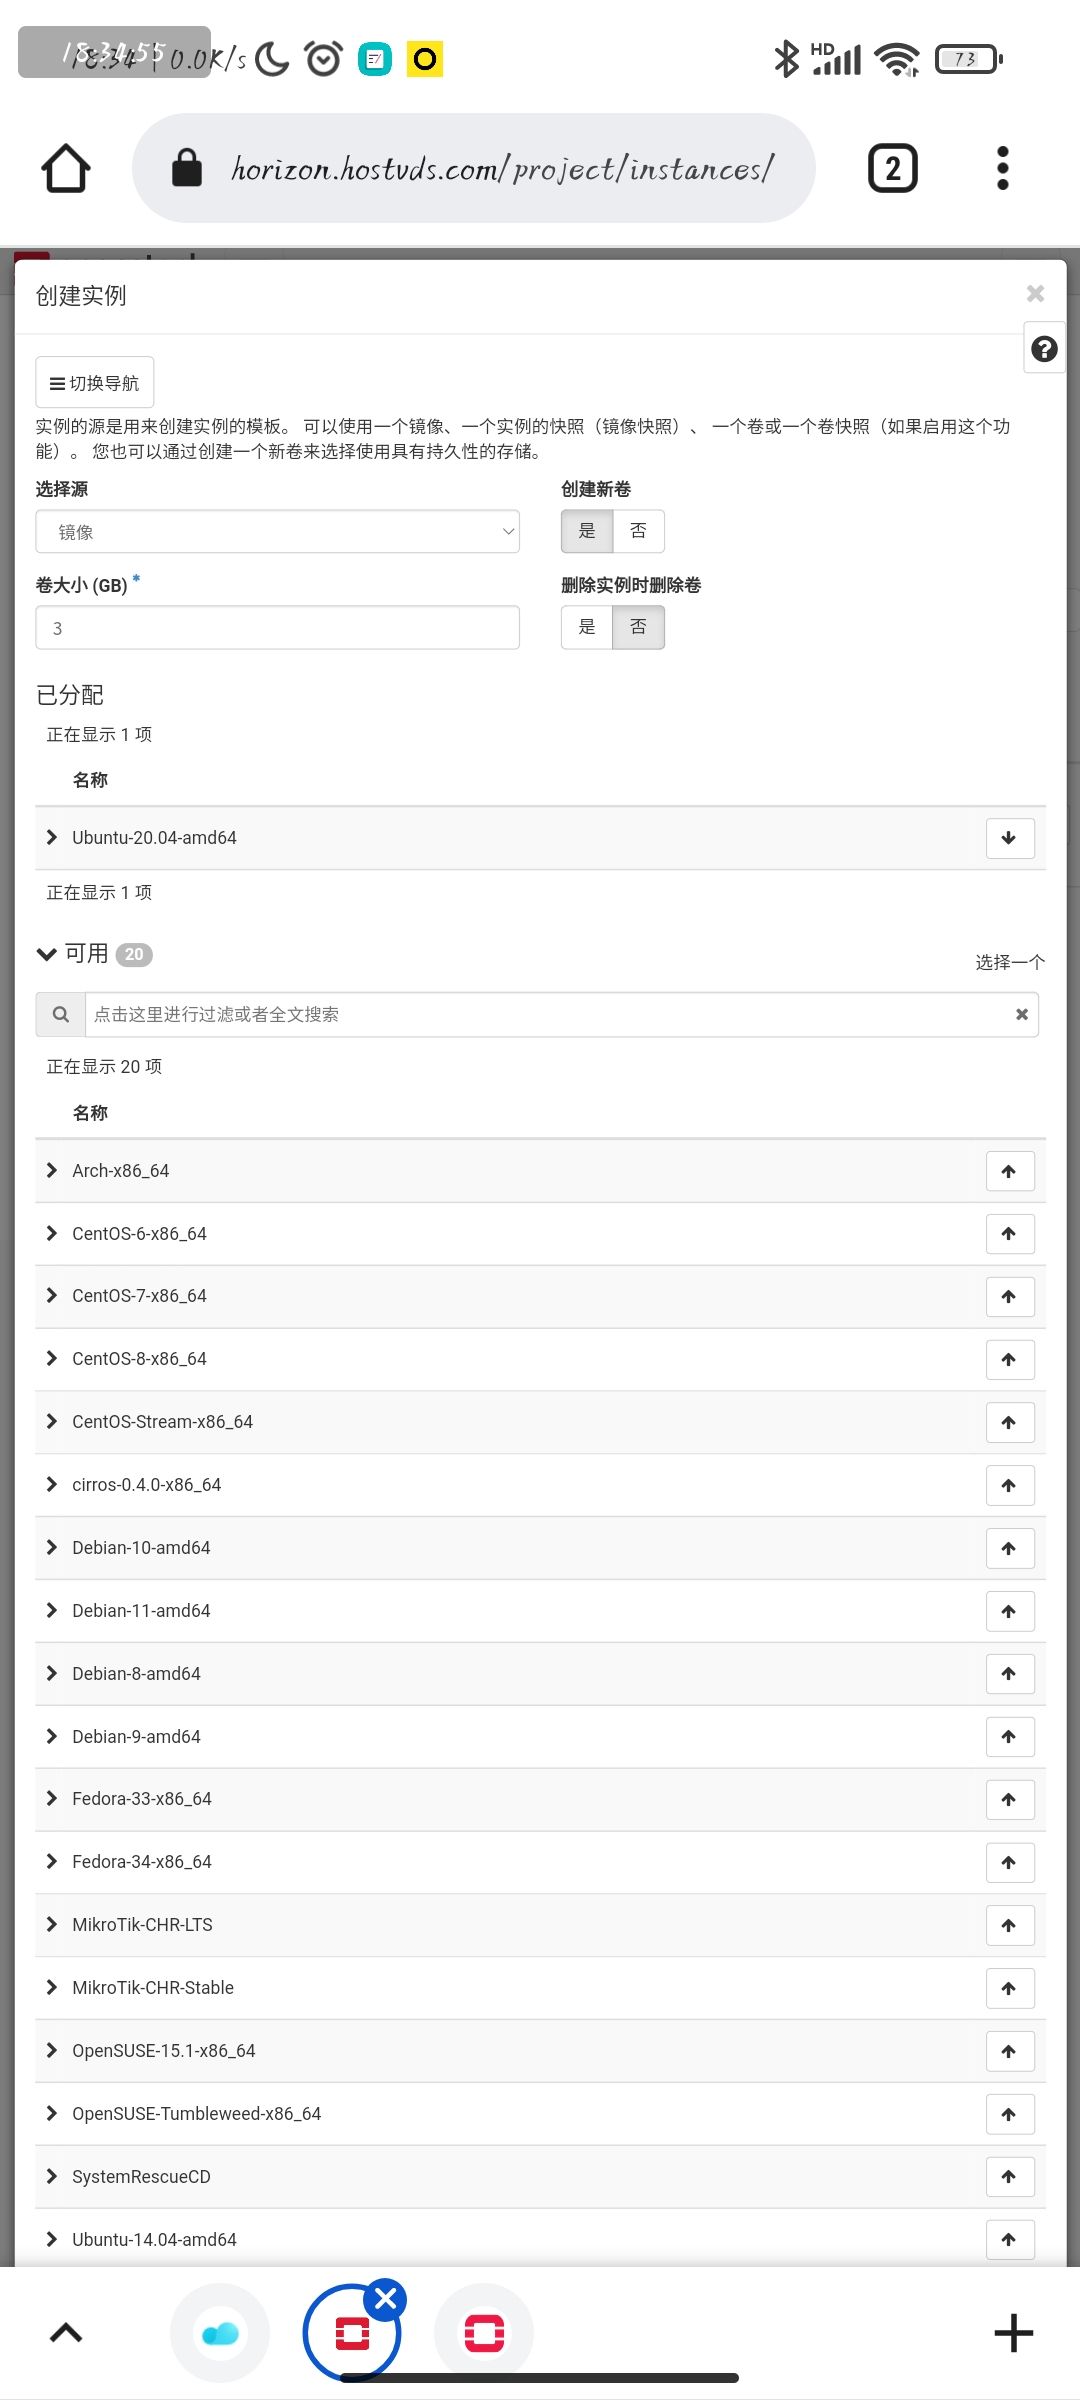 18:34:55
18:34 | 0.0K/s
HD
73
horizon.hostvds.com/project/instances/
2
创建实例
切换导航
实例的源是用来创建实例的模板。 可以使用一个镜像、一个实例的快照（镜像快照）、 一个卷或一个卷快照（如果启用这个功
能）。 您也可以通过创建一个新卷来选择使用具有持久性的存储。
选择源
创建新卷
镜像
是 否
卷大小 (GB) *
删除实例时删除卷
3
是 否
已分配
正在显示 1 项
名称
Ubuntu-20.04-amd64
正在显示 1 项
可用 20
选择一个
点击这里进行过滤或者全文搜索
正在显示 20 项
名称
Arch-x86_64
CentOS-6-x86_64
CentOS-7-x86_64
CentOS-8-x86_64
CentOS-Stream-x86_64
cirros-0.4.0-x86_64
Debian-10-amd64
Debian-11-amd64
Debian-8-amd64
Debian-9-amd64
Fedora-33-x86_64
Fedora-34-x86_64
MikroTik-CHR-LTS
MikroTik-CHR-Stable
OpenSUSE-15.1-x86_64
OpenSUSE-Tumbleweed-x86_64
SystemRescueCD
Ubuntu-14.04-amd64